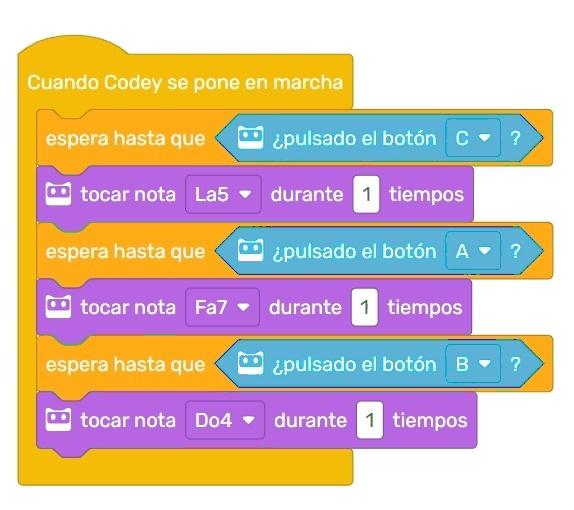 Cuando Codey se pone en marcha
espera hasta que ¿pulsado el botón C ?
tocar nota La5 durante 1 tiempos
espera hasta que ¿pulsado el botón A ?
tocar nota Fa7 durante 1 tiempos
espera hasta que ¿pulsado el botón B ?
tocar nota Do4 durante 1 tiempos